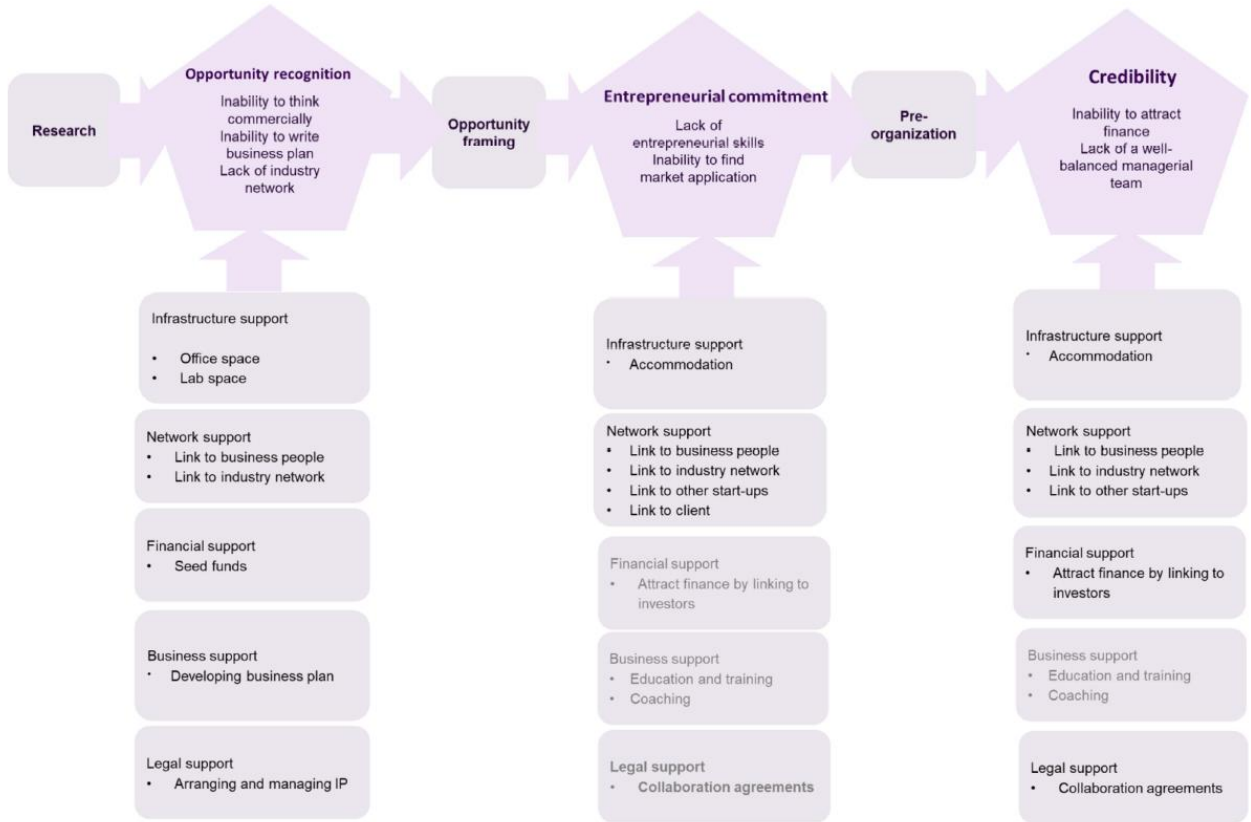 Research
Opportunity recognition
Inability to think
commercially
Inability to write
business plan
Lack of industry
network
Opportunity
framing
Entrepreneurial commitment
Lack of
entrepreneurial skills
Inability to find
market application
Pre-
organization
Credibility
Inability to attract
finance
Lack of a well-
balanced managerial
team
Infrastructure support
• Office space
• Lab space
Network support
• Link to business people
• Link to industry network
Financial support
• Seed funds
Business support
• Developing business plan
Legal support
• Arranging and managing IP
Infrastructure support
• Accommodation
Network support
• Link to business people
• Link to industry network
• Link to other start-ups
• Link to client
Financial support
• Attract finance by linking to
investors
Business support
• Education and training
• Coaching
Legal support
• Collaboration agreements
Infrastructure support
• Accommodation
Network support
• Link to business people
• Link to industry network
• Link to other start-ups
Financial support
• Attract finance by linking to
investors
Business support
• Education and training
• Coaching
Legal support
• Collaboration agreements